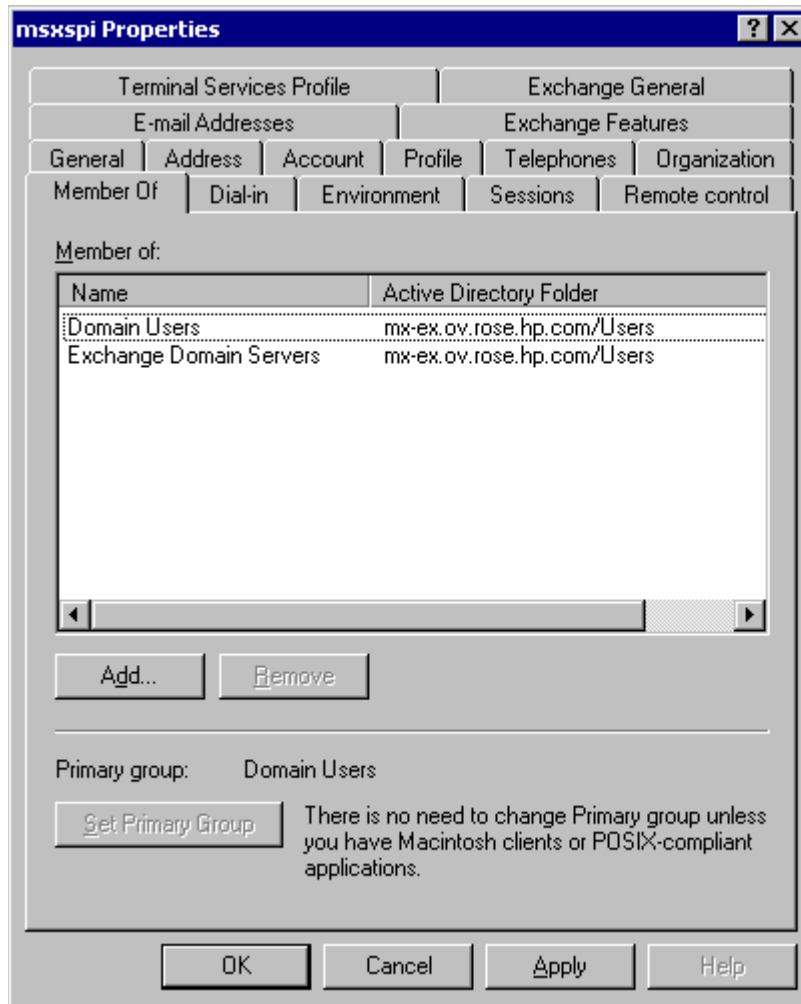 msxspi Properties
Terminal Services Profile Exchange General
E-mail Addresses Exchange Features
General Address Account Profile Telephones Organization
Member Of Dial-in Environment Sessions Remote control
Member of:
Name Active Directory Folder
Domain Users mx-ex.ov.rose.hp.com/Users
Exchange Domain Servers mx-ex.ov.rose.hp.com/Users
Add... Remove
Primary group: Domain Users
Set Primary Group
There is no need to change Primary group unless
you have Macintosh clients or POSIX-compliant
applications.
OK Cancel Apply Help